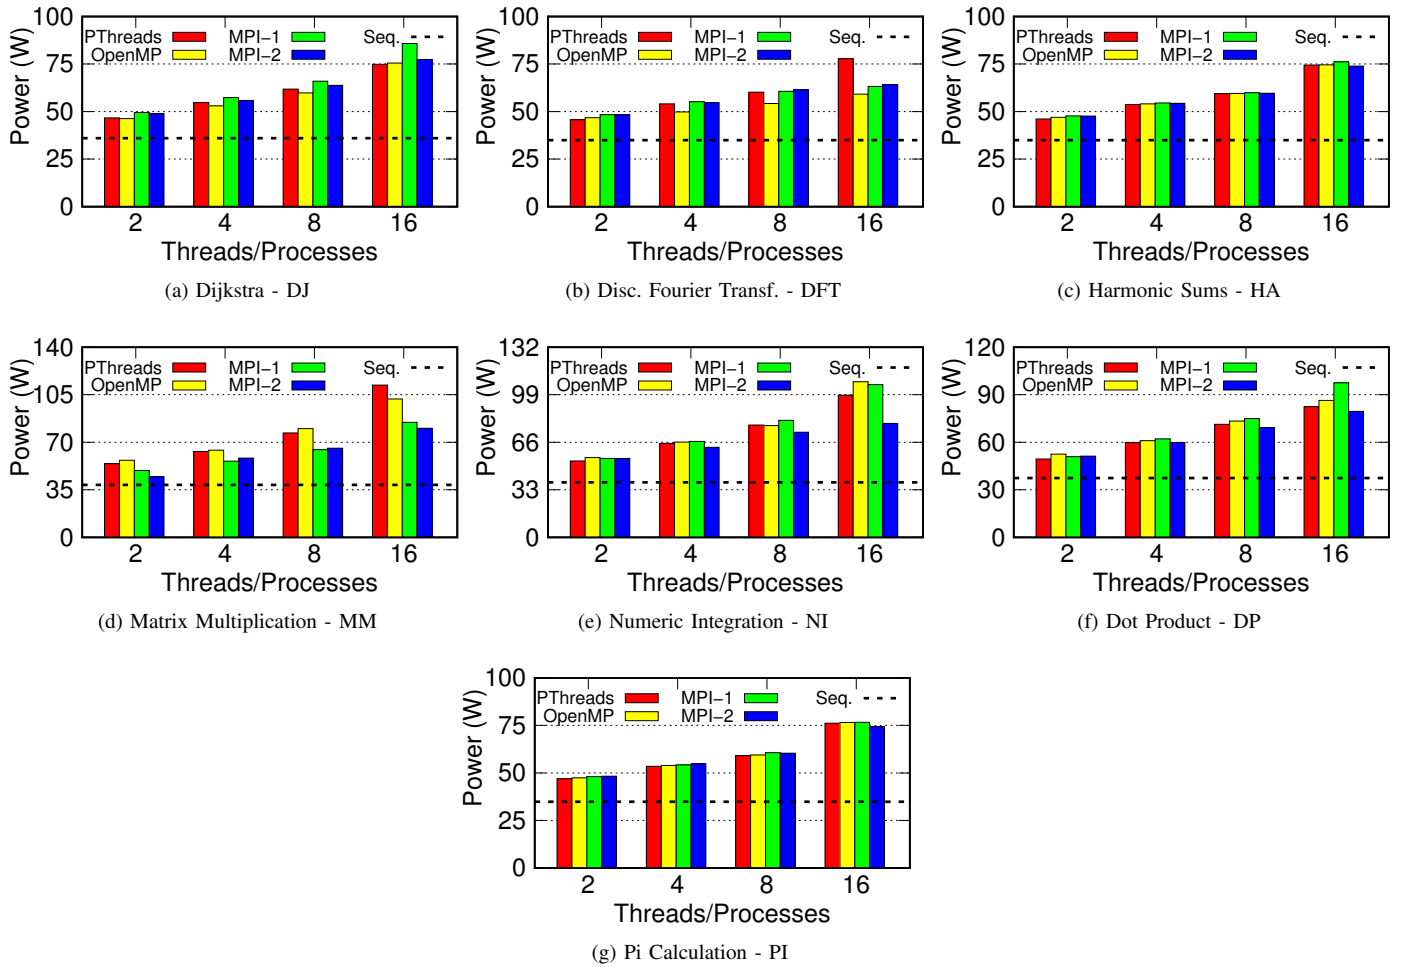 100
75
50
25
0
Power (W)
PThreads MPI−1 Seq.
OpenMP MPI−2
2 4 8 16
Threads/Processes
(a) Dijkstra - DJ
100
75
50
25
0
Power (W)
PThreads MPI−1 Seq.
OpenMP MPI−2
2 4 8 16
Threads/Processes
(b) Disc. Fourier Transf. - DFT
100
75
50
25
0
Power (W)
PThreads MPI−1 Seq.
OpenMP MPI−2
2 4 8 16
Threads/Processes
(c) Harmonic Sums - HA
140
105
70
35
0
Power (W)
PThreads MPI−1 Seq.
OpenMP MPI−2
2 4 8 16
Threads/Processes
(d) Matrix Multiplication - MM
132
99
66
33
0
Power (W)
PThreads MPI−1 Seq.
OpenMP MPI−2
2 4 8 16
Threads/Processes
(e) Numeric Integration - NI
120
90
60
30
0
Power (W)
PThreads MPI−1 Seq.
OpenMP MPI−2
2 4 8 16
Threads/Processes
(f) Dot Product - DP
100
75
50
25
0
Power (W)
PThreads MPI−1 Seq.
OpenMP MPI−2
2 4 8 16
Threads/Processes
(g) Pi Calculation - PI